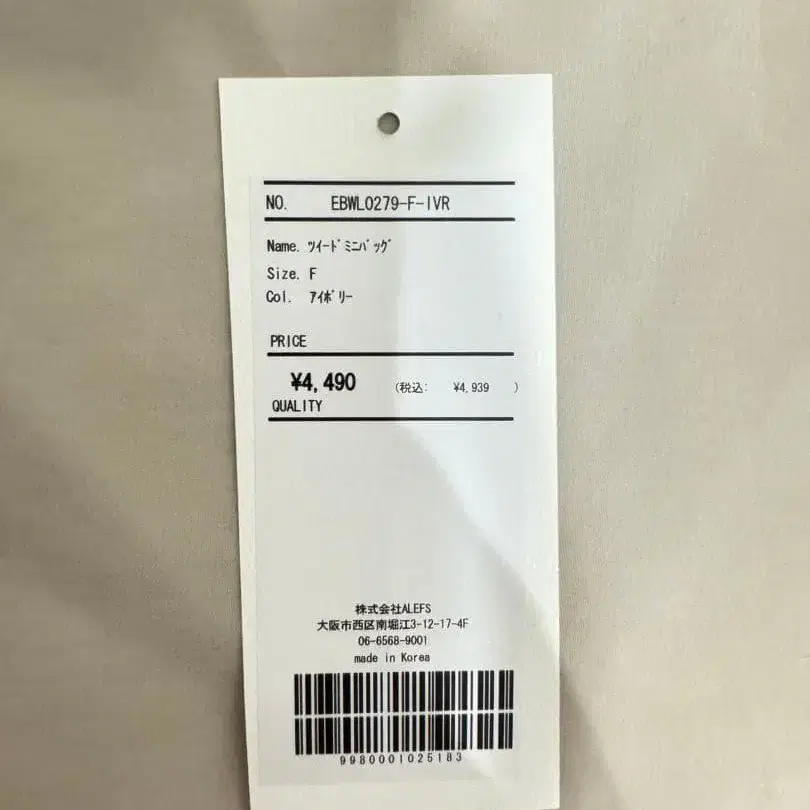 NO. EBWL0279-F-IVR
Name. ﾂｲｰﾄﾞﾐﾆﾊﾞｯｸﾞ
Size. F
Col. ｱｲﾎﾞﾘｰ
PRICE
¥4,490 (税込: ¥4,939 )
QUALITY
株式会社ALEFS
大阪市西区南堀江3-12-17-4F
06-6568-9001
made in Korea
9980001025183